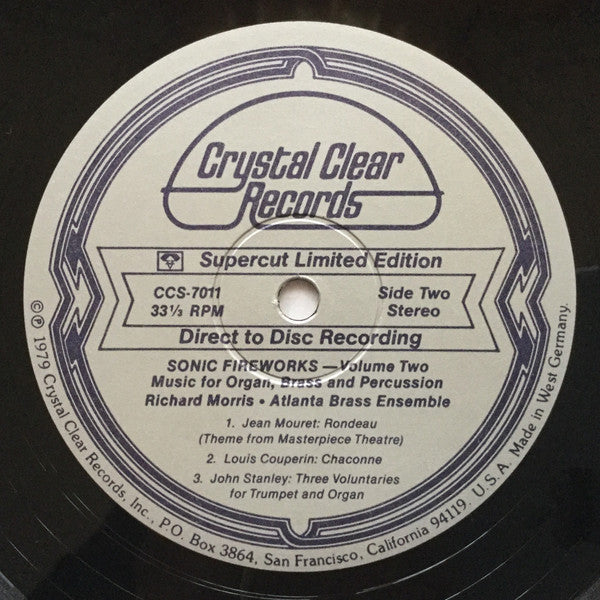 Crystal Clear
Records
Supercut Limited Edition
CCS-7011
33⅓ RPM
Side Two
Stereo
Direct to Disc Recording
SONIC FIREWORKS — Volume Two
Music for Organ, Brass and Percussion
Richard Morris • Atlanta Brass Ensemble
1. Jean Mouret: Rondeau
(Theme from Masterpiece Theatre)
2. Louis Couperin: Chaconne
3. John Stanley: Three Voluntaries
for Trumpet and Organ
© ℗ 1979 Crystal Clear Records, Inc., P.O. Box 3864, San Francisco, California 94119. U.S.A. Made in West Germany.